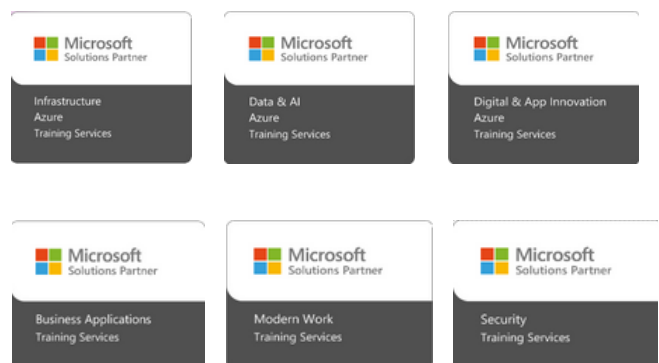 Microsoft
Solutions Partner
Infrastructure
Azure
Training Services
Microsoft
Solutions Partner
Data & AI
Azure
Training Services
Microsoft
Solutions Partner
Digital & App Innovation
Azure
Training Services
Microsoft
Solutions Partner
Business Applications
Training Services
Microsoft
Solutions Partner
Modern Work
Training Services
Microsoft
Solutions Partner
Security
Training Services